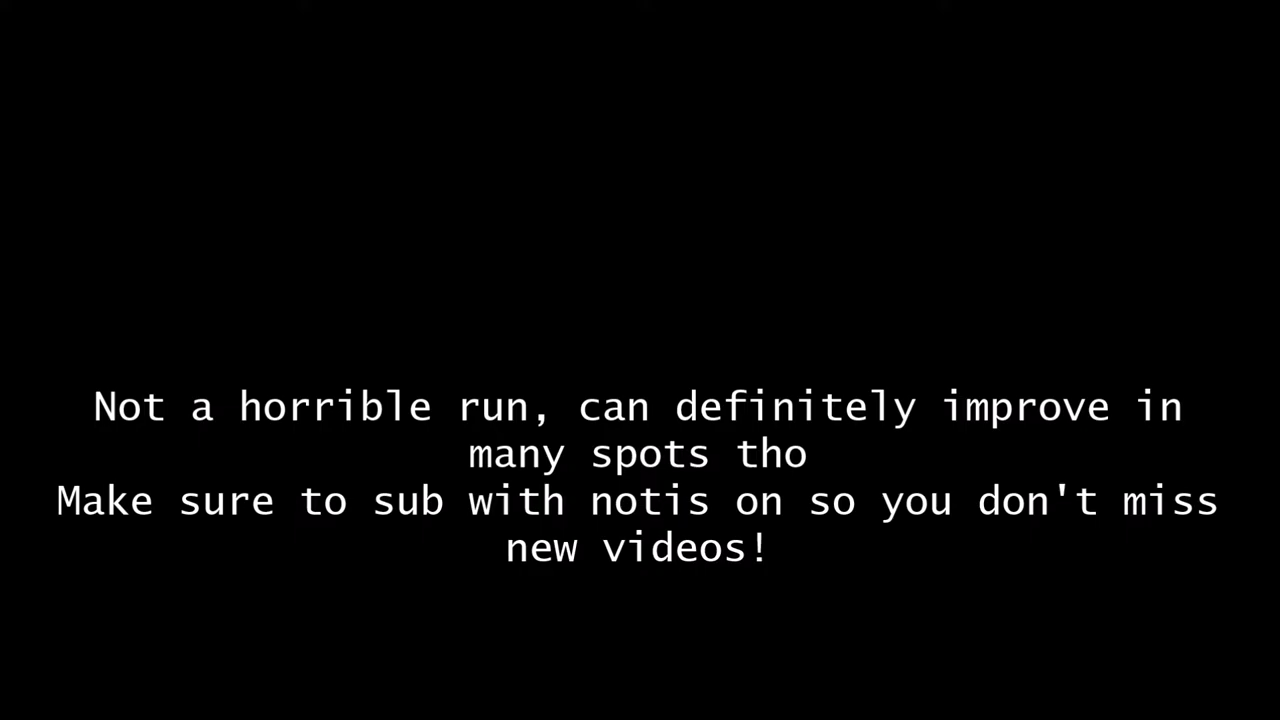 Not a horrible run, can definitely improve in
many spots tho
Make sure to sub with notis on so you don't miss
new videos!